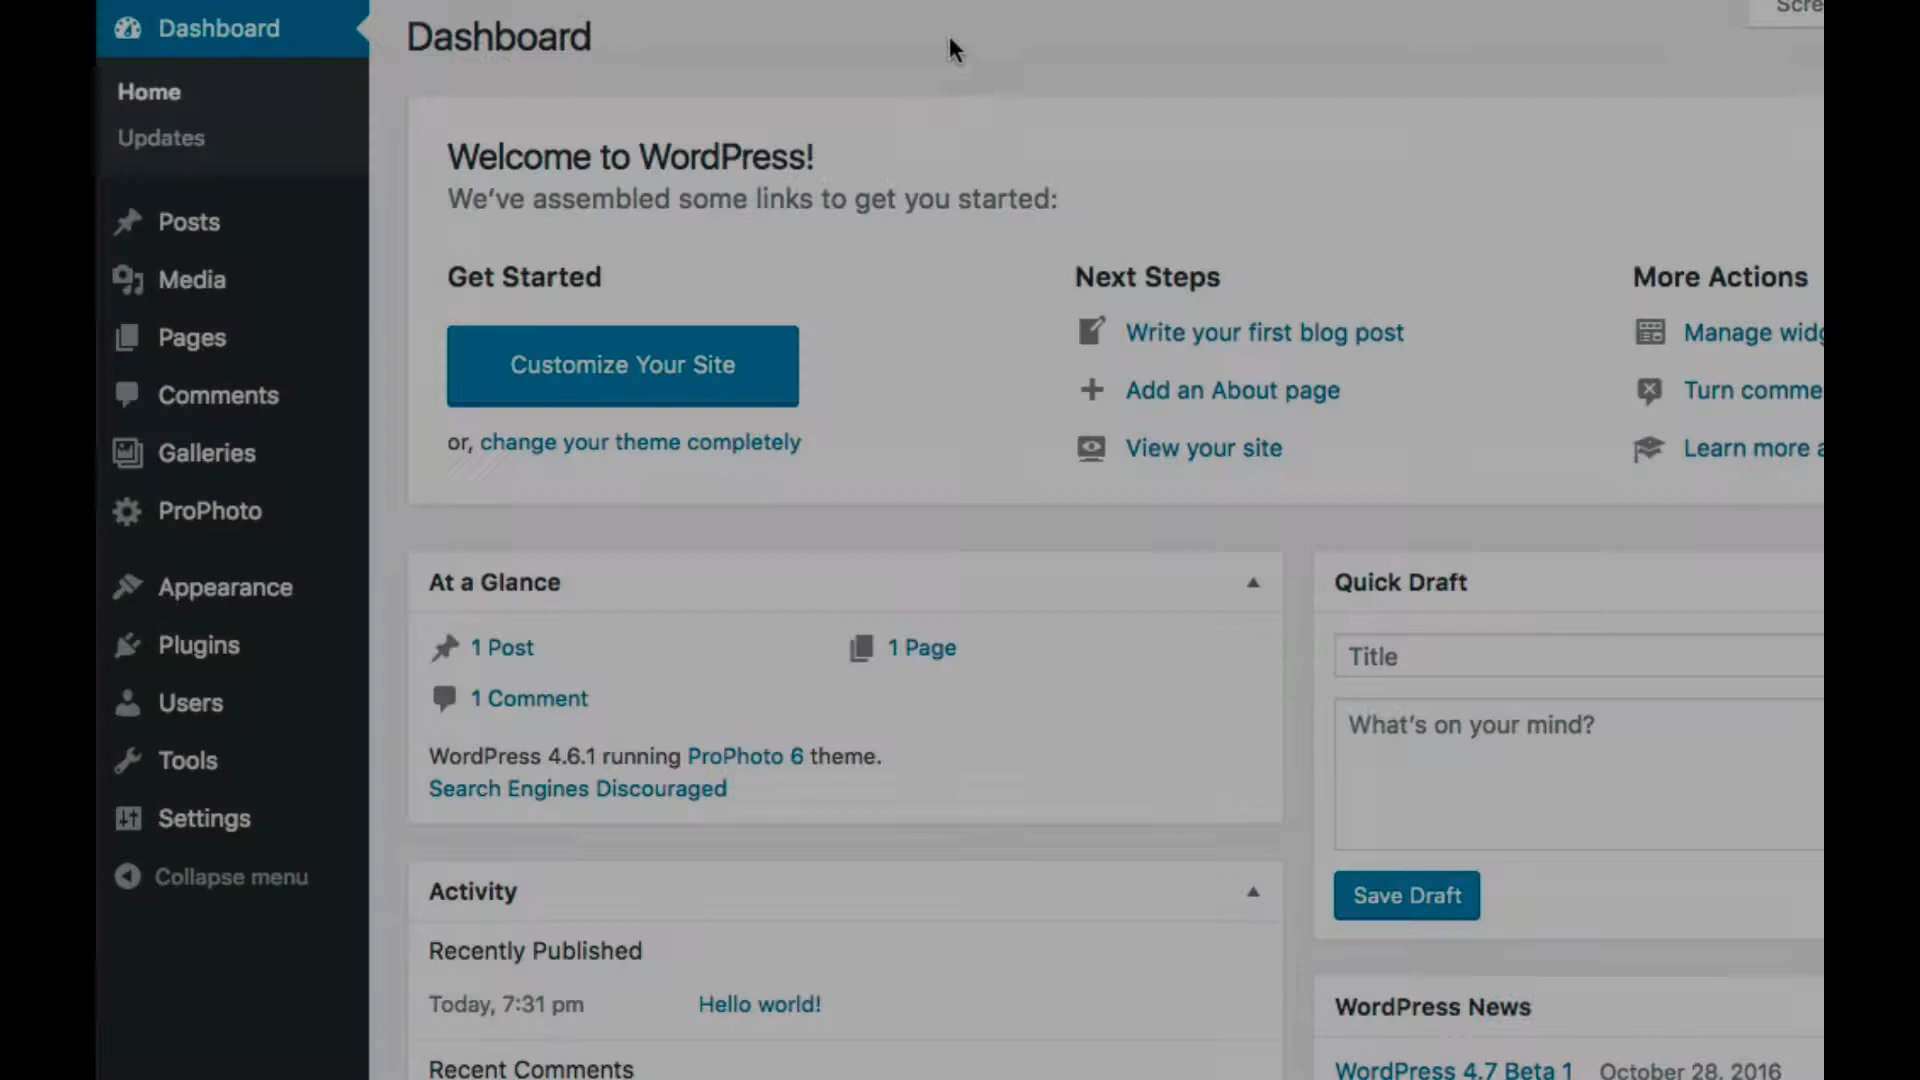 Dashboard
Home
Updates
Posts
Media
Pages
Comments
Galleries
ProPhoto
Appearance
Plugins
Users
Tools
Settings
Collapse menu
Dashboard
Welcome to WordPress!
We’ve assembled some links to get you started:
Get Started
Customize Your Site
or, change your theme completely
Next Steps
Write your first blog post
Add an About page
View your site
More Actions
Manage
Turn
Learn more
At a Glance
1 Post
1 Page
1 Comment
WordPress 4.6.1 running ProPhoto 6 theme.
Search Engines Discouraged
Activity
Recently Published
Today, 7:31 pm Hello world!
Recent Comments
Quick Draft
Title
What’s on your mind?
Save Draft
WordPress News
WordPress 4.7 Beta 1 October 28, 2016